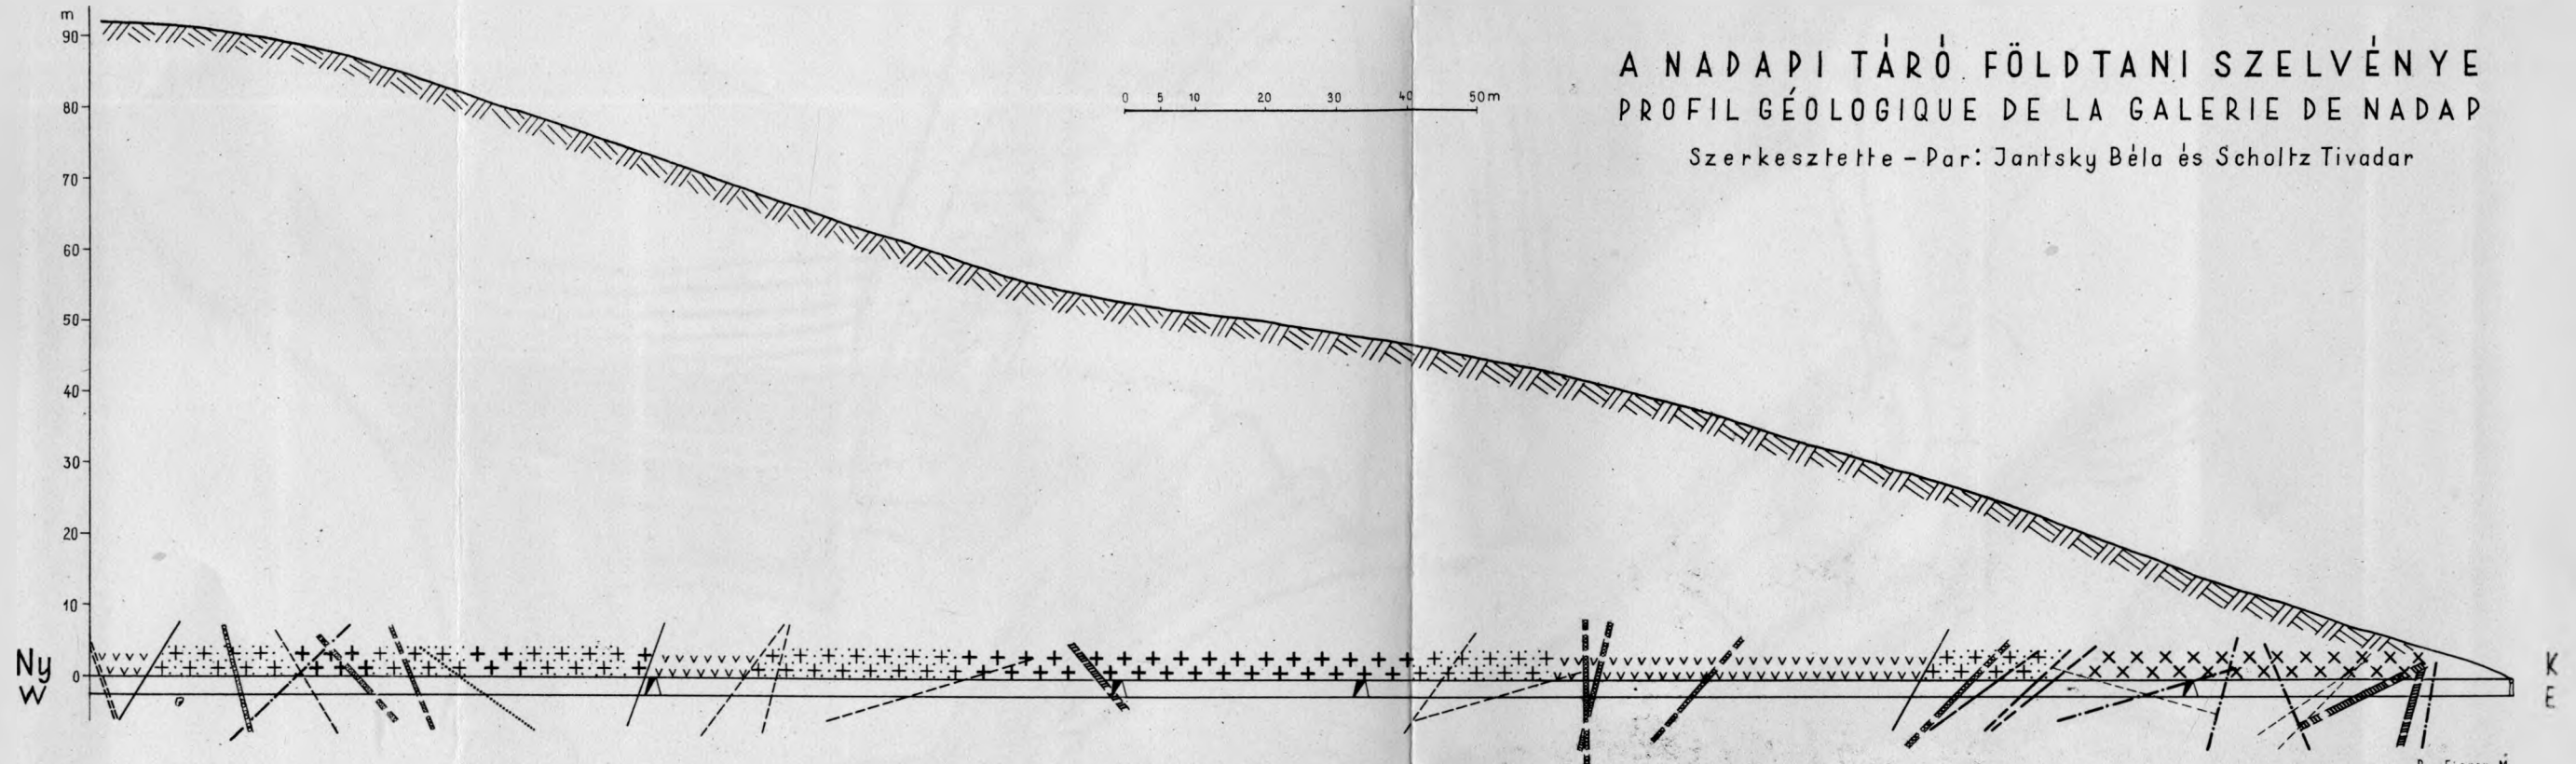 A NADAPI TÁRÓ FÖLDTANI SZELVÉNYE
PROFIL GÉOLOGIQUE DE LA GALERIE DE NADAP
Szerkesztette – Par: Jantsky Béla és Scholtz Tivadar
0 5 10 20 30 40 50m
m
90
80
70
60
50
40
30
20
10
0
Ny
W
K
E